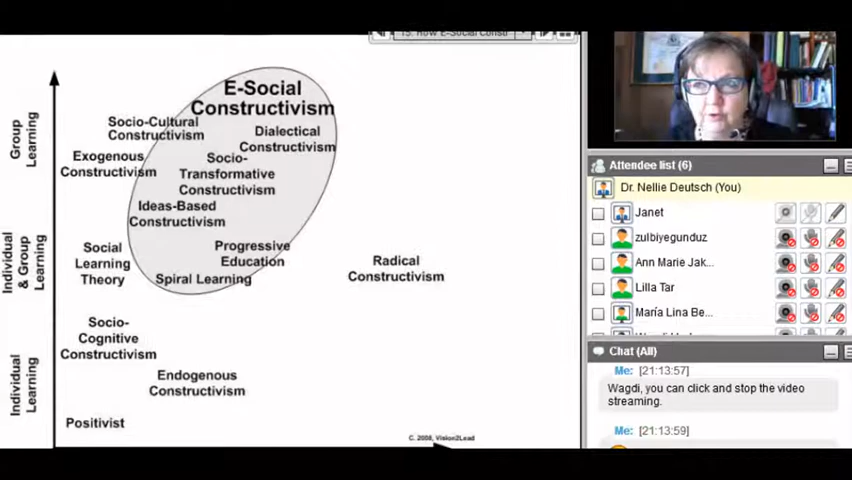 15. How E-Social Constr
E-Social
Constructivism
Socio-Cultural
Constructivism
Dialectical
Constructivism
Exogenous
Constructivism
Socio-
Transformative
Constructivism
Ideas-Based
Constructivism
Social
Learning
Theory
Progressive
Education
Spiral Learning
Radical
Constructivism
Socio-
Cognitive
Constructivism
Endogenous
Constructivism
Positivist
Group
Learning
Individual
& Group
Learning
Individual
Learning
C. 2008, Vision2Lead
Attendee list (6)
Dr. Nellie Deutsch (You)
Janet
zulbiyegunduz
Ann Marie Jak...
Lilla Tar
María Lina Be...
Chat (All)
Me: [21:13:57]
Wagdi, you can click and stop the video
streaming.
Me: [21:13:59]